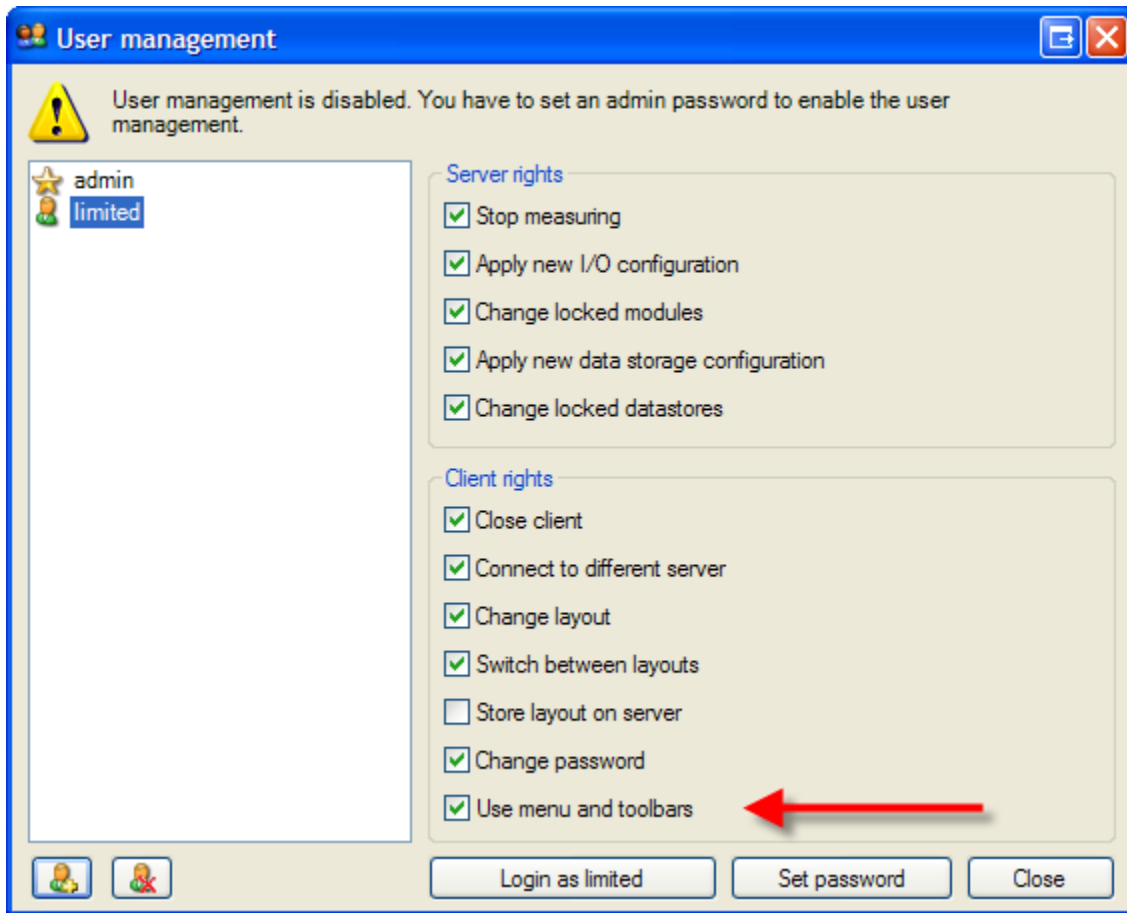 User management
User management is disabled. You have to set an admin password to enable the user
management.
admin
limited
Server rights
Stop measuring
Apply new I/O configuration
Change locked modules
Apply new data storage configuration
Change locked datastores
Client rights
Close client
Connect to different server
Change layout
Switch between layouts
Store layout on server
Change password
Use menu and toolbars
Login as limited
Set password
Close